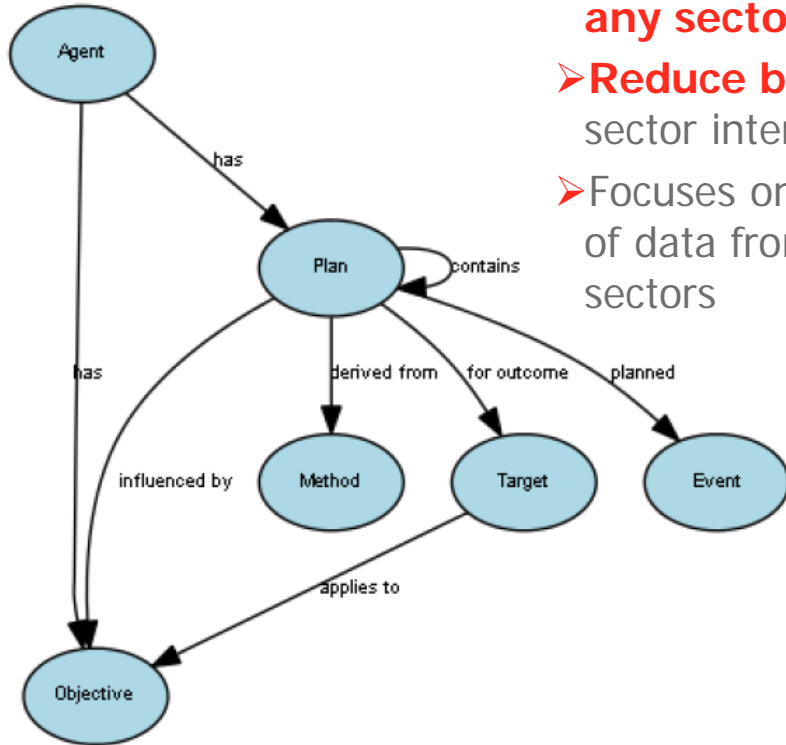 any secto
Agent
➢Reduce b
sector inter
has
➢Focuses or
of data fror
sectors
Plan
contains
has
derived from
for outcome
planned
influenced by
Method
Target
Event
applies to
Objective